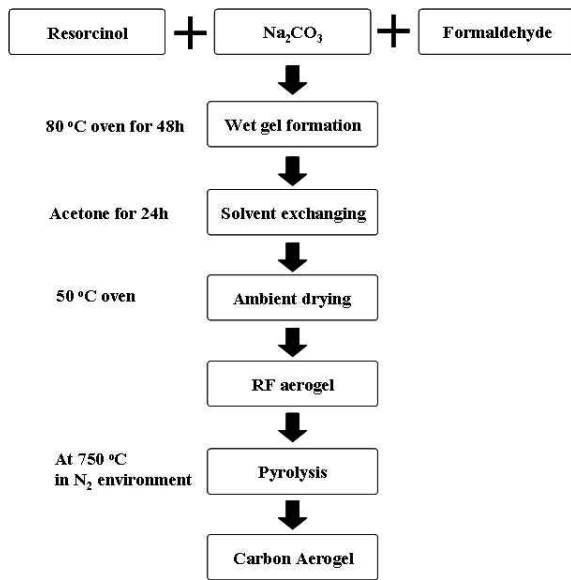 Resorcinol + Na₂CO₃ + Formaldehyde
80 °C oven for 48h
Wet gel formation
Acetone for 24h
Solvent exchanging
50 °C oven
Ambient drying
RF aerogel
At 750 °C
in N₂ environment
Pyrolysis
Carbon Aerogel